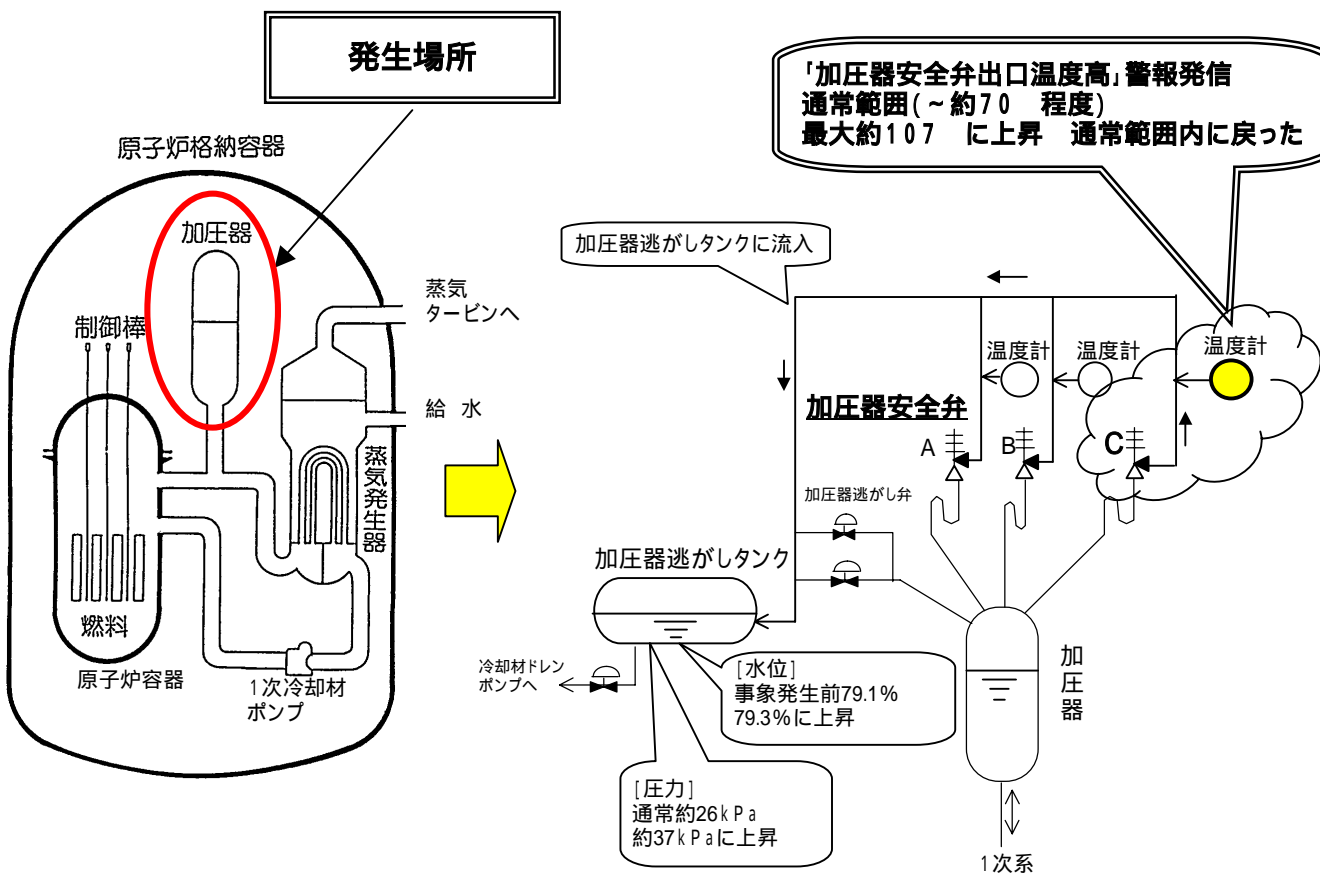 発生場所
「加圧器安全弁出口温度高」警報発信
通常範囲(~約70　程度)
最大約107　に上昇　通常範囲内に戻った
原子炉格納容器
加圧器
制御棒
蒸気
タービンへ
給 水
蒸気発生器
燃料
原子炉容器
1次冷却材
ポンプ
加圧器逃がしタンクに流入
温度計
温度計
温度計
加圧器安全弁
A
B
C
加圧器逃がし弁
加圧器逃がしタンク
冷却材ドレン
ポンプへ
[水位]
事象発生前79.1%
79.3%に上昇
[圧力]
通常約26kPa
約37kPaに上昇
加圧器
1次系